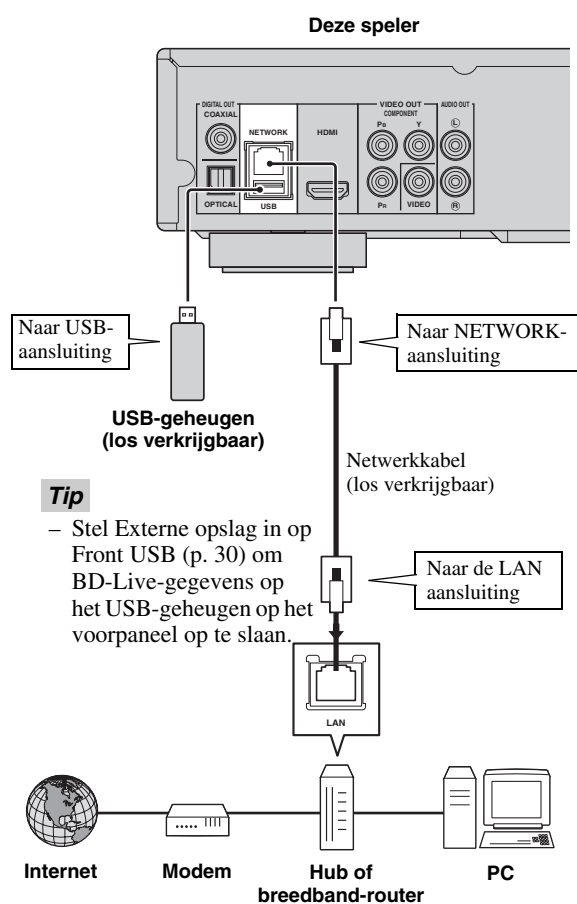 Deze speler
DIGITAL OUT
COAXIAL
OPTICAL
NETWORK
USB
HDMI
VIDEO OUT
COMPONENT
PB
Y
PR
VIDEO
AUDIO OUT
L
R
Naar USB-
aansluiting
Naar NETWORK-
aansluiting
USB-geheugen
(los verkrijgbaar)
Netwerkkabel
(los verkrijgbaar)
Tip
– Stel Externe opslag in op
Front USB (p. 30) om
BD-Live-gegevens op
het USB-geheugen op het
voorpaneel op te slaan.
Naar de LAN
aansluiting
LAN
Internet
Modem
Hub of
breedband-router
PC